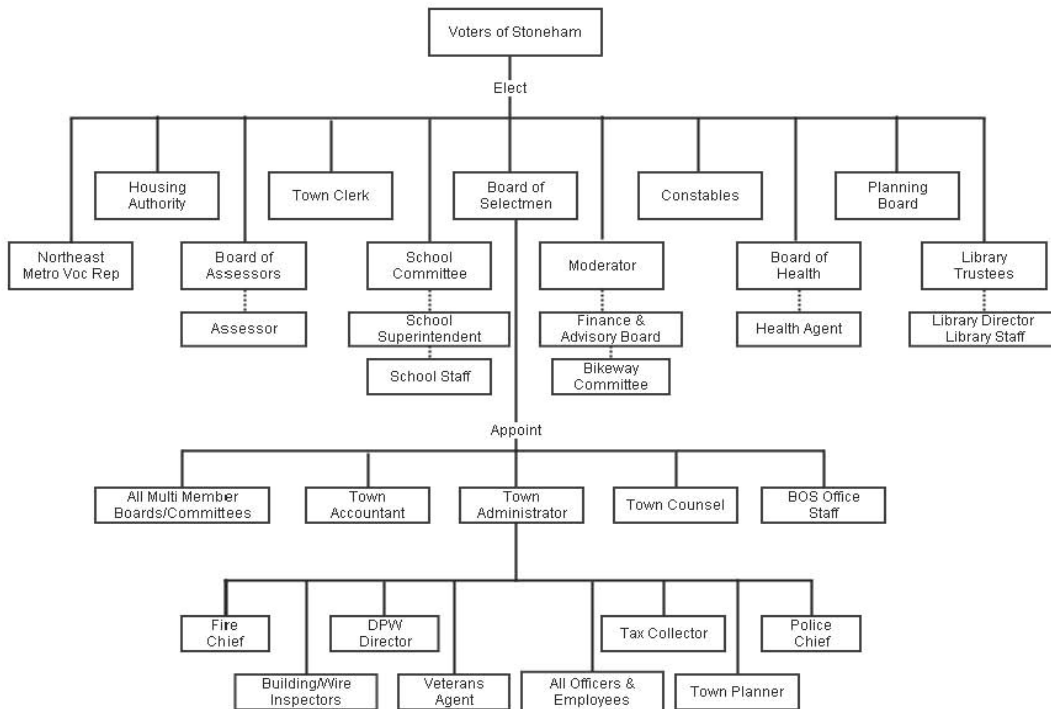 Voters of Stoneham
Elect
Housing
Authority
Town Clerk
Board of
Selectmen
Constables
Planning
Board
Northeast
Metro Voc Rep
Board of
Assessors
School
Committee
Moderator
Board of
Health
Library
Trustees
Assessor
School
Superintendent
Finance &
Advisory Board
Health Agent
Library Director
Library Staff
School Staff
Bikeway
Committee
Appoint
All Multi Member
Boards/Committees
Town
Accountant
Town
Administrator
Town Counsel
BOS Office
Staff
Fire
Chief
DPW
Director
Tax Collector
Police
Chief
Building/Wire
Inspectors
Veterans
Agent
All Officers &
Employees
Town Planner